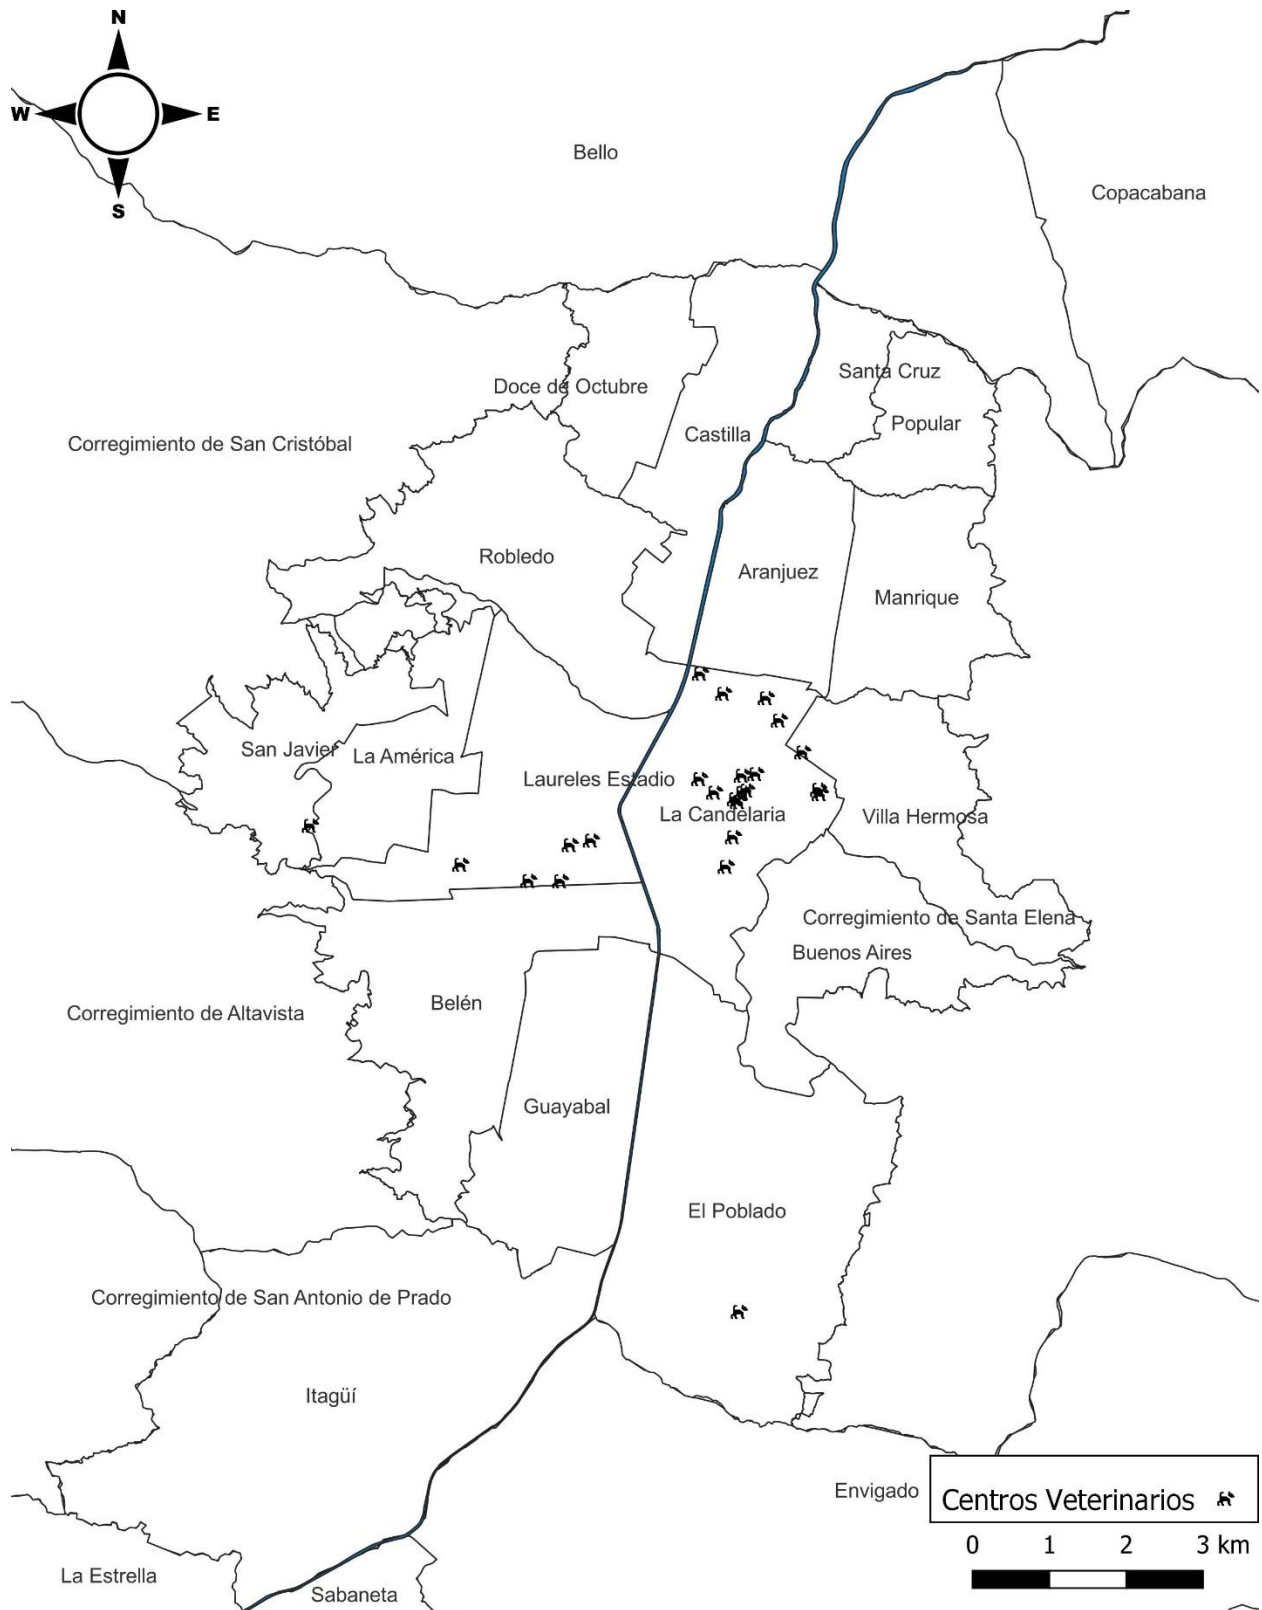 N
W
E
S
Bello
Copacabana
Santa Cruz
Doce de Octubre
Popular
Castilla
Corregimiento de San Cristóbal
Robledo
Aranjuez
Manrique
San Javier
La América
Laureles Estadio
La Candelaria
Villa Hermosa
Corregimiento de Santa Elena
Buenos Aires
Belén
Corregimiento de Altavista
Guayabal
El Poblado
Corregimiento de San Antonio de Prado
Itagüí
Envigado
Centros Veterinarios
0 1 2 3 km
La Estrella
Sabaneta